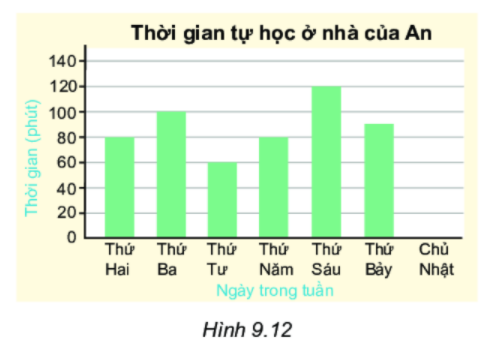 Thời gian tự học ở nhà của An
Thời gian (phút)
140
120
100
80
60
40
20
0
Thứ Hai
Thứ Ba
Thứ Tư
Thứ Năm
Thứ Sáu
Thứ Bảy
Chủ Nhật
Ngày trong tuần
Hình 9.12